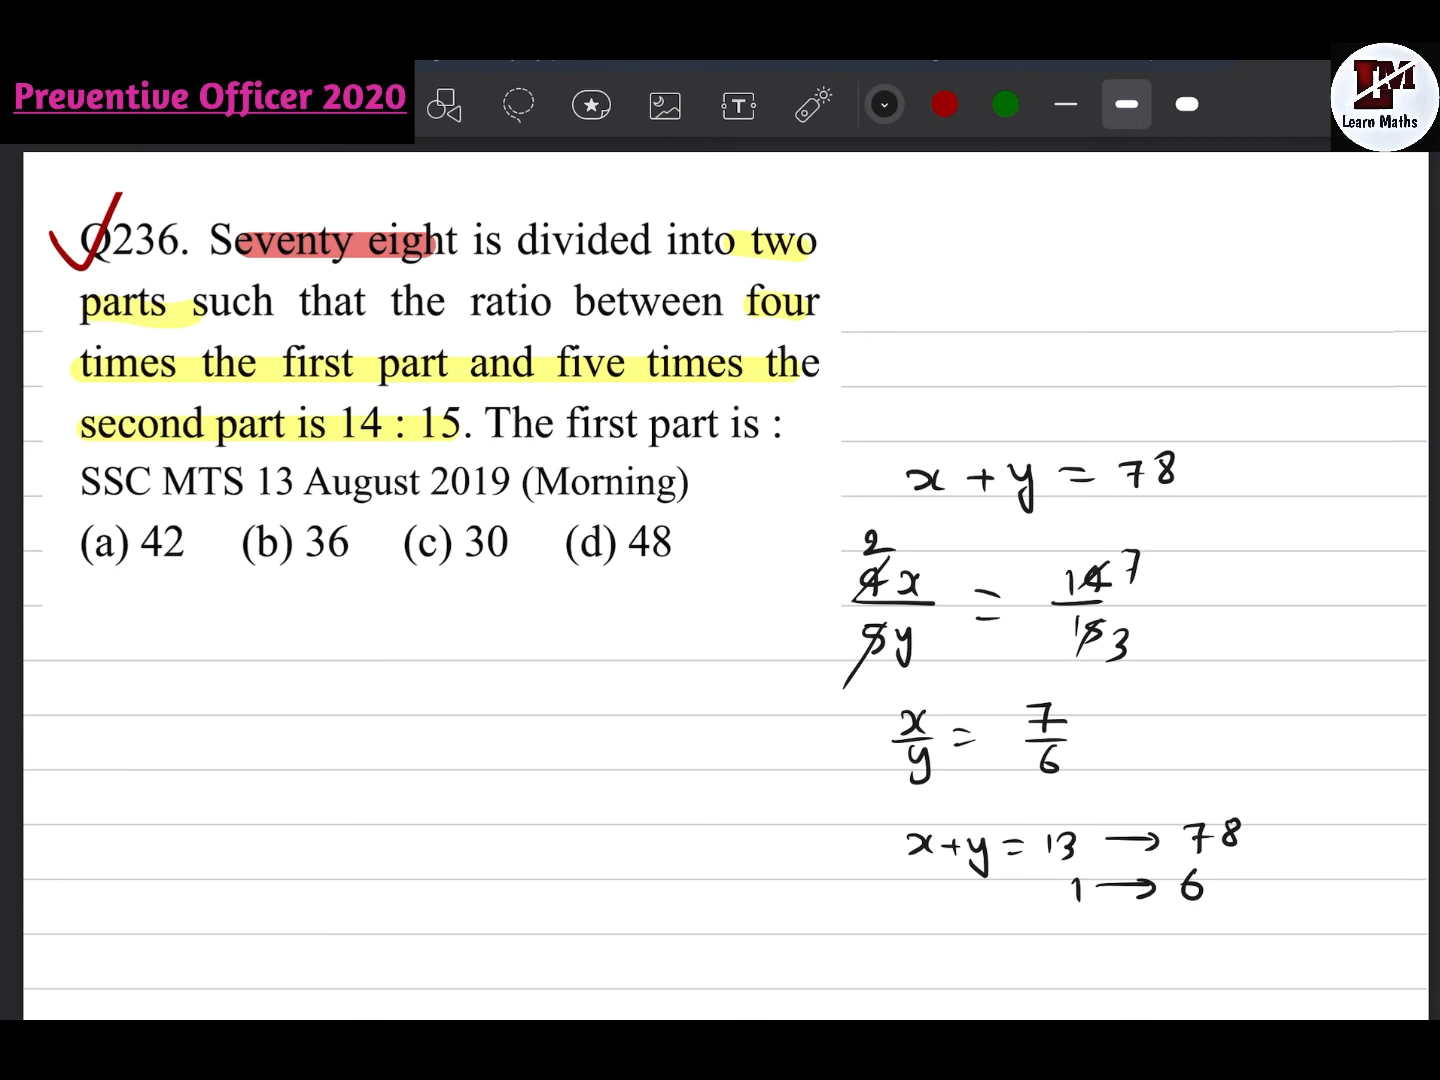 Preventive Officer 2020
LM
Learn Maths
Q236. Seventy eight is divided into two
parts such that the ratio between four
times the first part and five times the
second part is 14 : 15. The first part is :
SSC MTS 13 August 2019 (Morning)
(a) 42 (b) 36 (c) 30 (d) 48
x + y = 78
2
4x = 14 7
5y 15 3
x = 7
y 6
x+y = 13 → 78
1 → 6